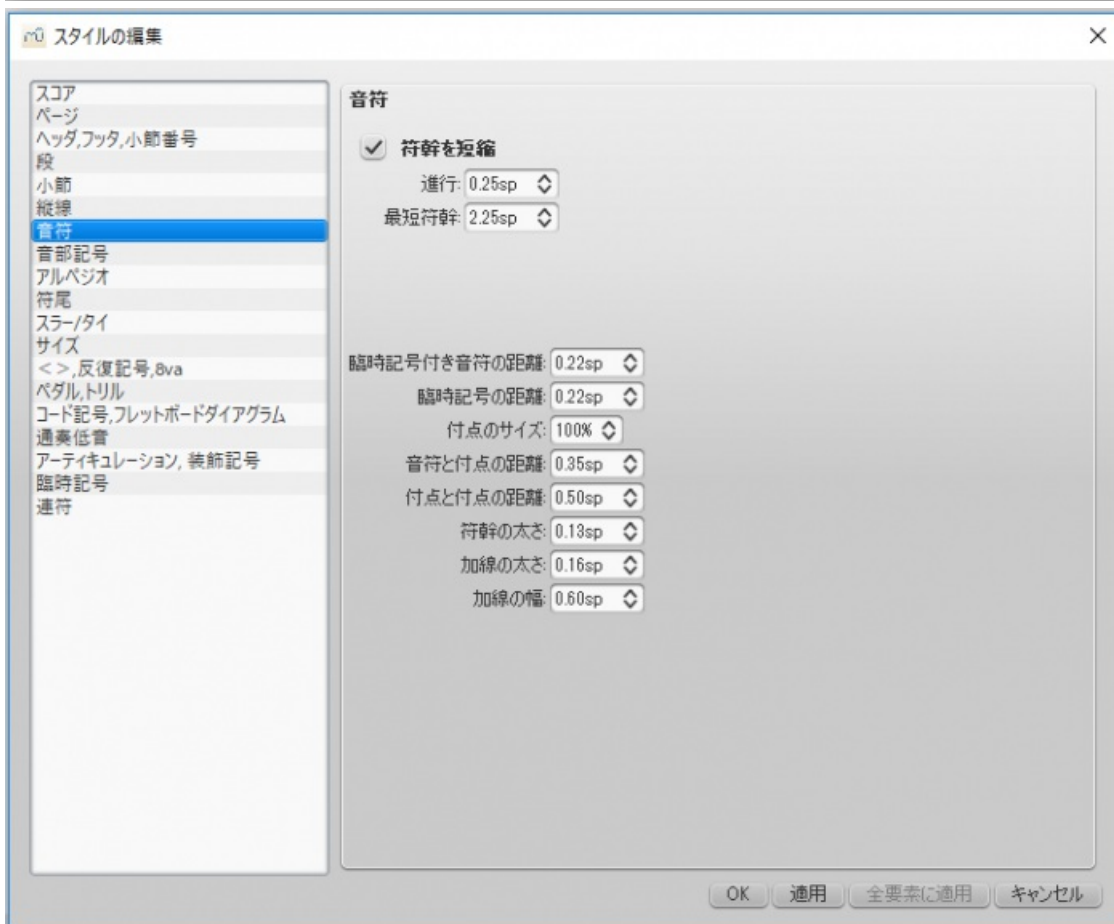 スタイルの編集
スコア
ページ
ヘッダ,フッタ,小節番号
段
小節
縦線
音符
音部記号
アルペジオ
符尾
スラー/タイ
サイズ
<>,反復記号,8va
ペダル,トリル
コード記号,フレットボードダイアグラム
通奏低音
アーティキュレーション, 装飾記号
臨時記号
連符
音符
符幹を短縮
進行: 0.25sp
最短符幹: 2.25sp
臨時記号付き音符の距離: 0.22sp
臨時記号の距離: 0.22sp
付点のサイズ: 100%
音符と付点の距離: 0.35sp
付点と付点の距離: 0.50sp
符幹の太さ: 0.13sp
加線の太さ: 0.16sp
加線の幅: 0.60sp
OK 適用 全要素に適用 キャンセル